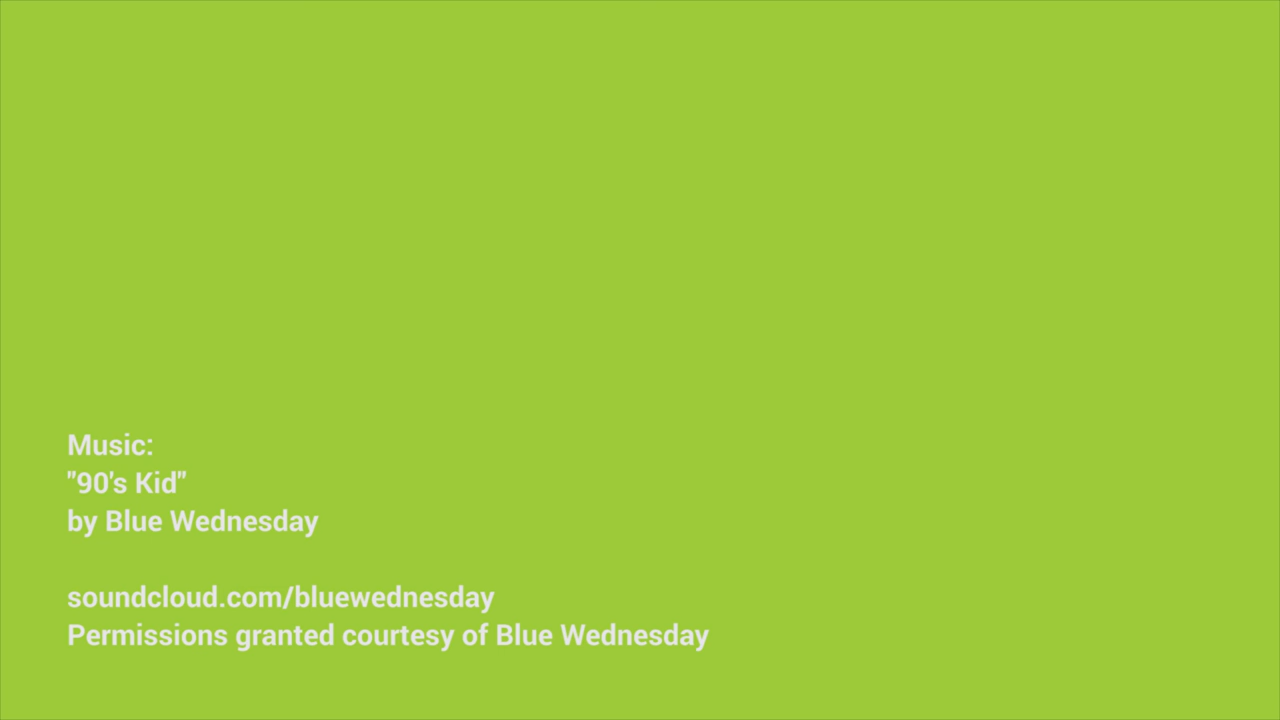 Music:
"90's Kid"
by Blue Wednesday
soundcloud.com/bluewednesday
Permissions granted courtesy of Blue Wednesday